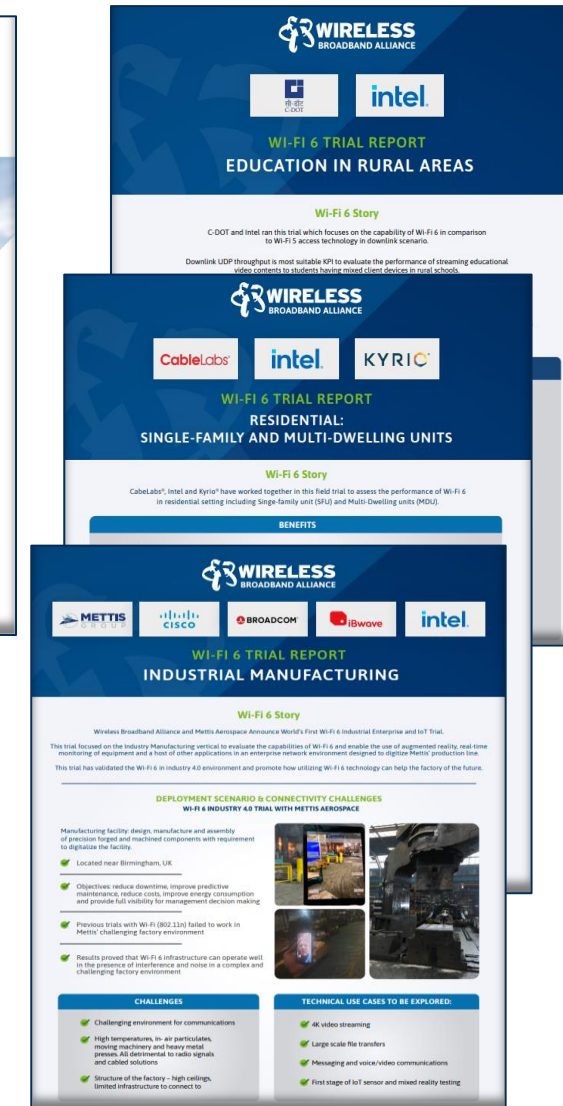 WIRELESS
BROADBAND ALLIANCE
सी-डॉट
C-DOT
intel.
WI-FI 6 TRIAL REPORT
EDUCATION IN RURAL AREAS
Wi-Fi 6 Story
C-DOT and Intel ran this trial which focuses on the capability of Wi-Fi 6 in comparison
to Wi-Fi 5 access technology in downlink scenario.
Downlink UDP throughput is most suitable KPI to evaluate the performance of streaming educational
video contents to students having mixed client devices in rural schools.
WIRELESS
BROADBAND ALLIANCE
CableLabs®
intel.
KYRIO
WI-FI 6 TRIAL REPORT
RESIDENTIAL:
SINGLE-FAMILY AND MULTI-DWELLING UNITS
Wi-Fi 6 Story
CabeLabs®, Intel and Kyrio® have worked together in this field trial to assess the performance of Wi-Fi 6
in residential setting including Singe-family unit (SFU) and Multi-Dwelling units (MDU).
BENEFITS
WIRELESS
BROADBAND ALLIANCE
METTIS
GROUP
CISCO
BROADCOM®
iBwave
intel.
WI-FI 6 TRIAL REPORT
INDUSTRIAL MANUFACTURING
Wi-Fi 6 Story
Wireless Broadband Alliance and Mettis Aerospace Announce World's First Wi-Fi 6 Industrial Enterprise and IoT Trial.
This trial focused on the Industry Manufacturing vertical to evaluate the capabilities of Wi-Fi 6 and enable the use of augmented reality, real-time
monitoring of equipment and a host of other applications in an enterprise network environment designed to digitize Mettis' production line.
This trial has validated the Wi-Fi 6 in industry 4.0 environment and promote how utilizing Wi-Fi 6 technology can help the factory of the future.
DEPLOYMENT SCENARIO & CONNECTIVITY CHALLENGES
WI-FI 6 INDUSTRY 4.0 TRIAL WITH METTIS AEROSPACE
Manufacturing facility: design, manufacture and assembly
of precision forged and machined components with requirement
to digitalize the facility.
Located near Birmingham, UK
Objectives: reduce downtime, improve predictive
maintenance, reduce costs, improve energy consumption
and provide full visibility for management decision making
Previous trials with Wi-Fi (802.11n) failed to work in
Mettis' challenging factory environment
Results proved that Wi-Fi 6 infrastructure can operate well
in the presence of interference and noise in a complex and
challenging factory environment
CHALLENGES
Challenging environment for communications
High temperatures, in- air particulates,
moving machinery and heavy metal
presses. All detrimental to radio signals
and cabled solutions
Structure of the factory – high ceilings,
limited infrastructure to connect to
TECHNICAL USE CASES TO BE EXPLORED:
4K video streaming
Large scale file transfers
Messaging and voice/video communications
First stage of IoT sensor and mixed reality testing